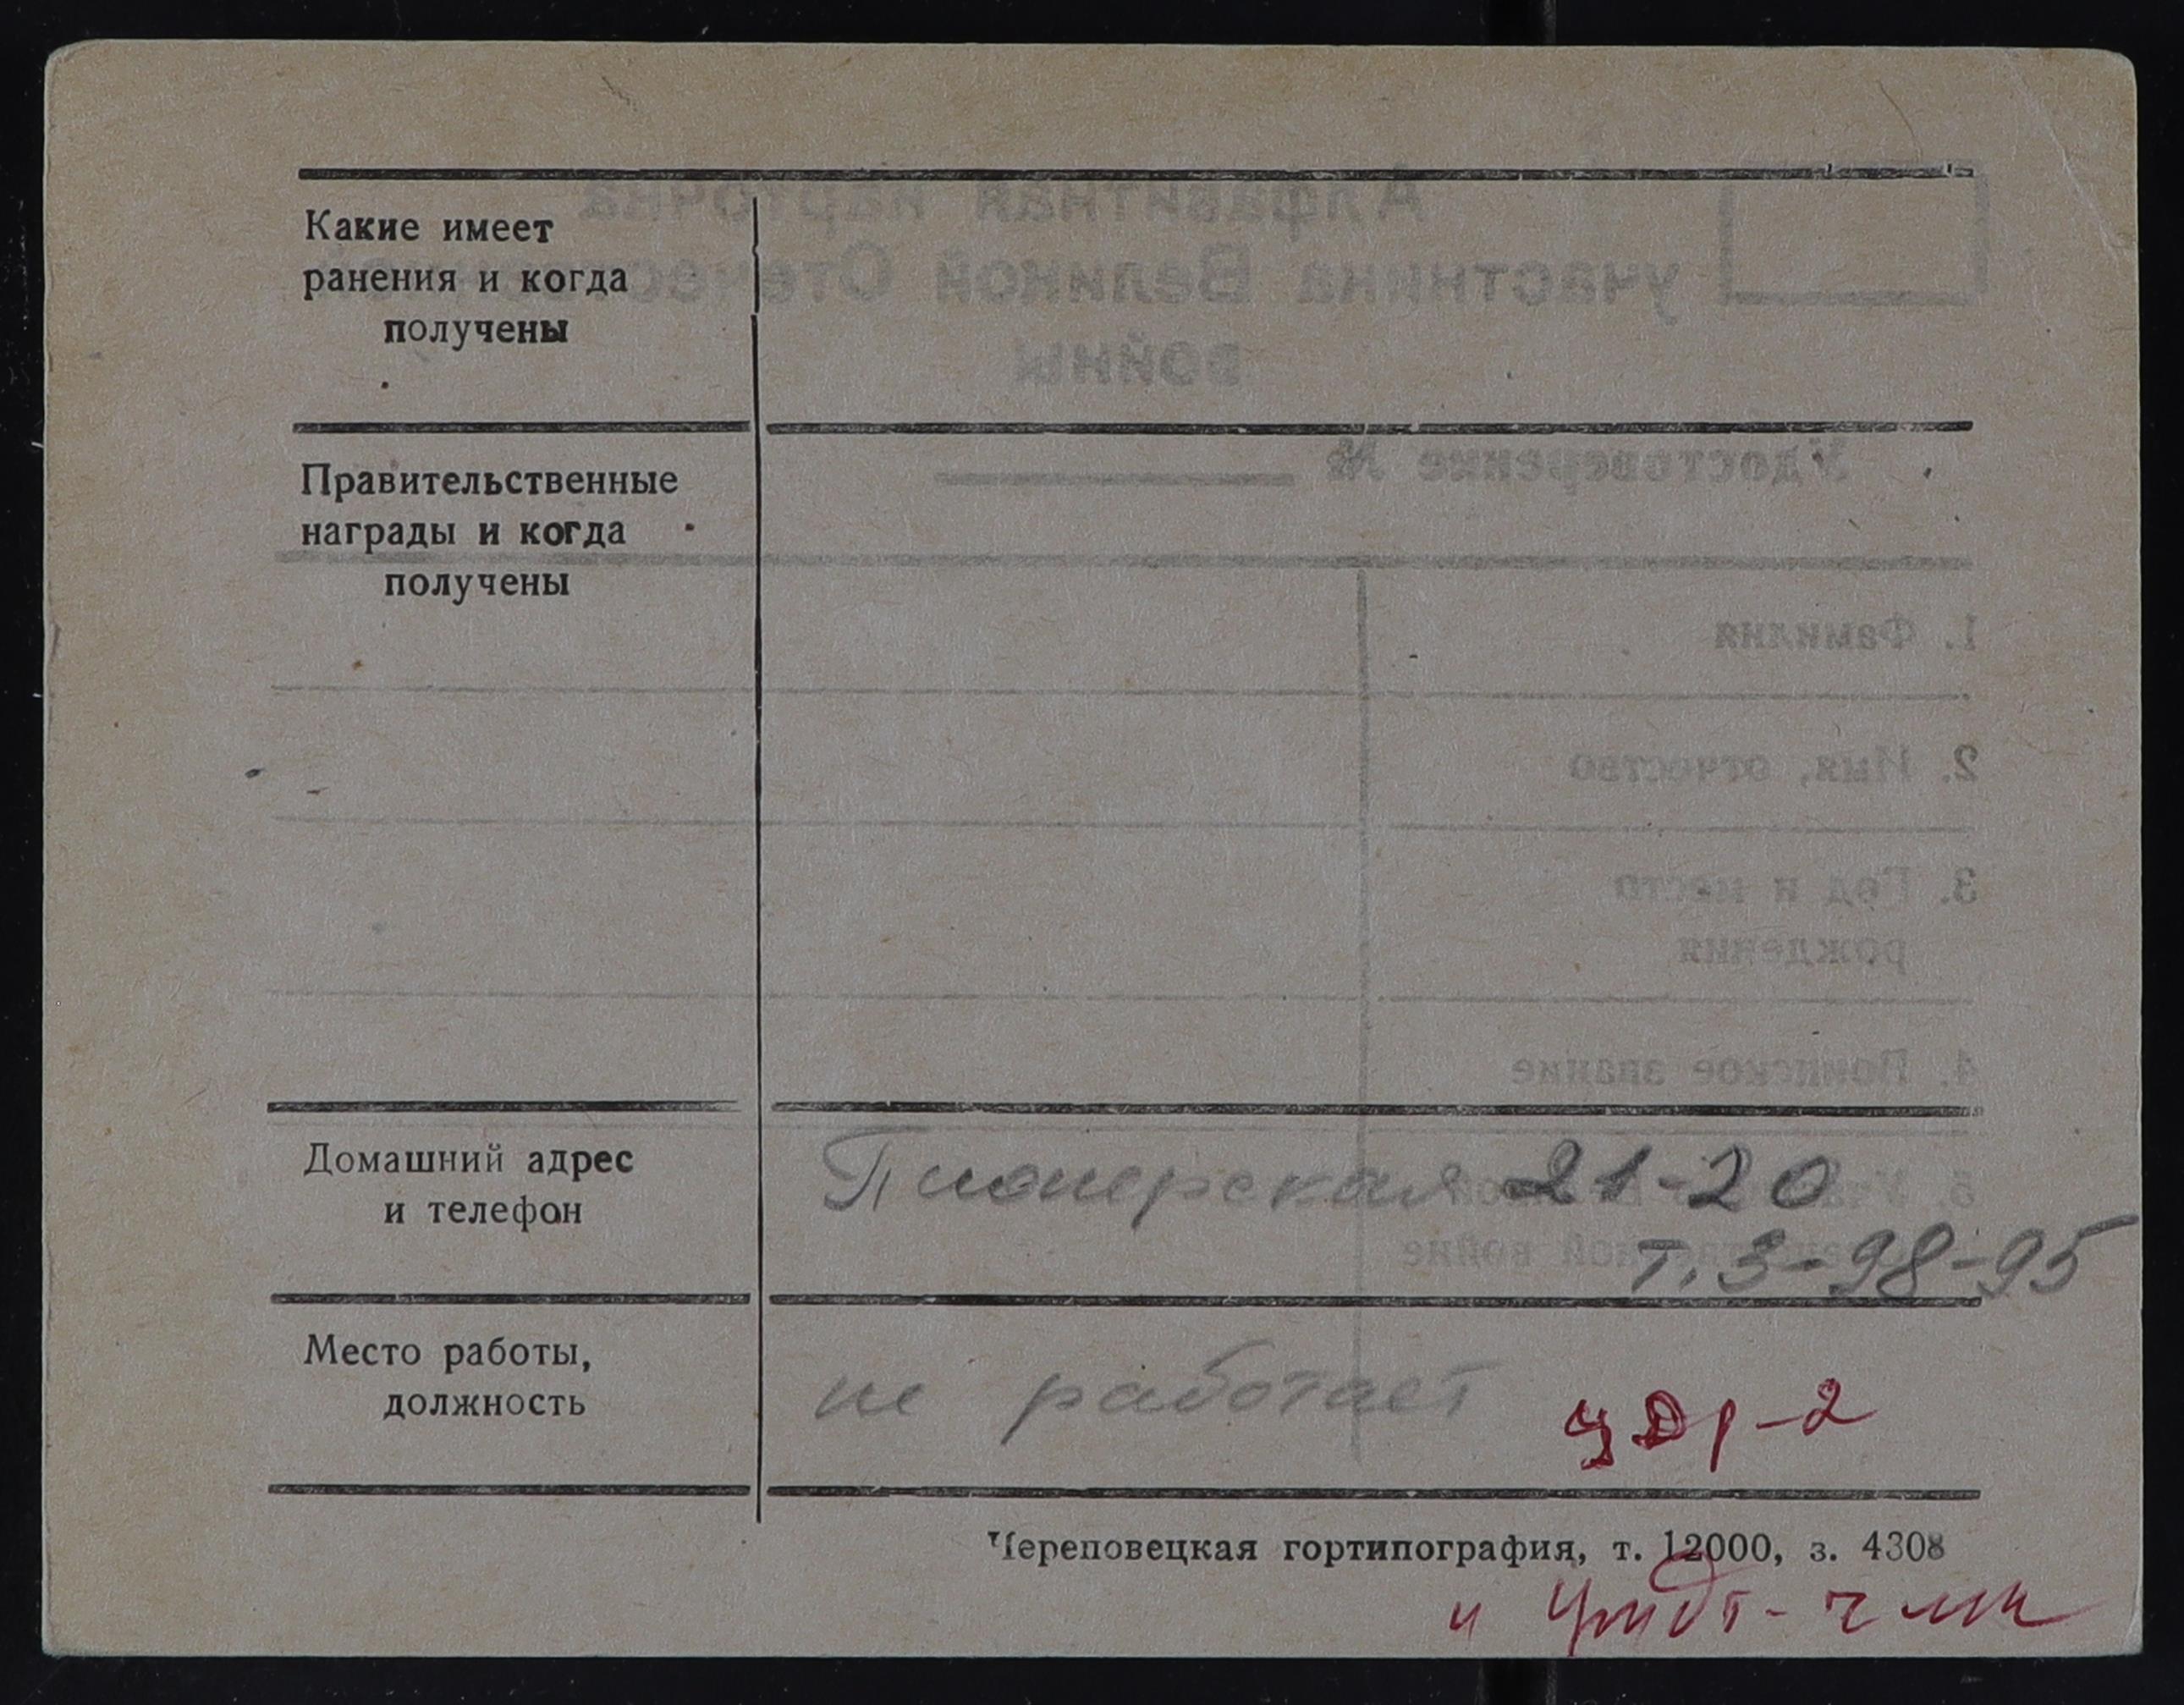 Какие имеет
ранения и когда
получены
Правительственные
награды и когда
получены
Домашний адрес
и телефон
Пионерская 21-20
т. 3-98-95
Место работы,
должность
не работает
Череповецкая гортипография, т. 12000, з. 4308